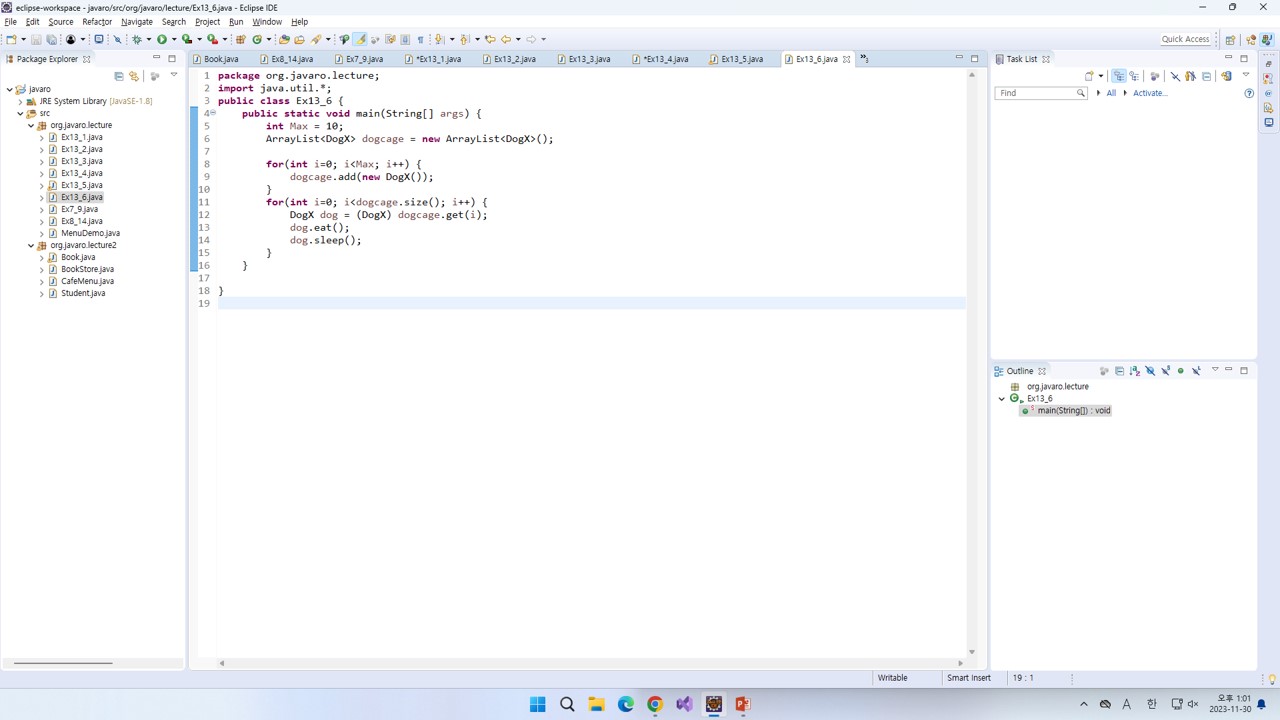 eclipse-workspace - javaro/src/org/javaro/lecture/Ex13_6.java - Eclipse IDE
File Edit Source Refactor Navigate Search Project Run Window Help
Quick Access
Package Explorer
javaro
JRE System Library [JavaSE-1.8]
src
org.javaro.lecture
Ex13_1.java
Ex13_2.java
Ex13_3.java
Ex13_4.java
Ex13_5.java
Ex13_6.java
Ex7_9.java
Ex8_14.java
MenuDemo.java
org.javaro.lecture2
Book.java
BookStore.java
CafeMenu.java
Student.java
Book.java Ex8_14.java Ex7_9.java *Ex13_1.java Ex13_2.java Ex13_3.java *Ex13_4.java Ex13_5.java Ex13_6.java
1 package org.javaro.lecture;
2 import java.util.*;
3 public class Ex13_6 {
4     public static void main(String[] args) {
5         int Max = 10;
6         ArrayList<DogX> dogcage = new ArrayList<DogX>();
7
8         for(int i=0; i<Max; i++) {
9             dogcage.add(new DogX());
10         }
11         for(int i=0; i<dogcage.size(); i++) {
12             DogX dog = (DogX) dogcage.get(i);
13             dog.eat();
14             dog.sleep();
15         }
16     }
17
18 }
19
Task List
Find All Activate...
Outline
org.javaro.lecture
Ex13_6
main(String[]) : void
Writable Smart Insert 19 : 1
A 한 오후 1:01
2023-11-30